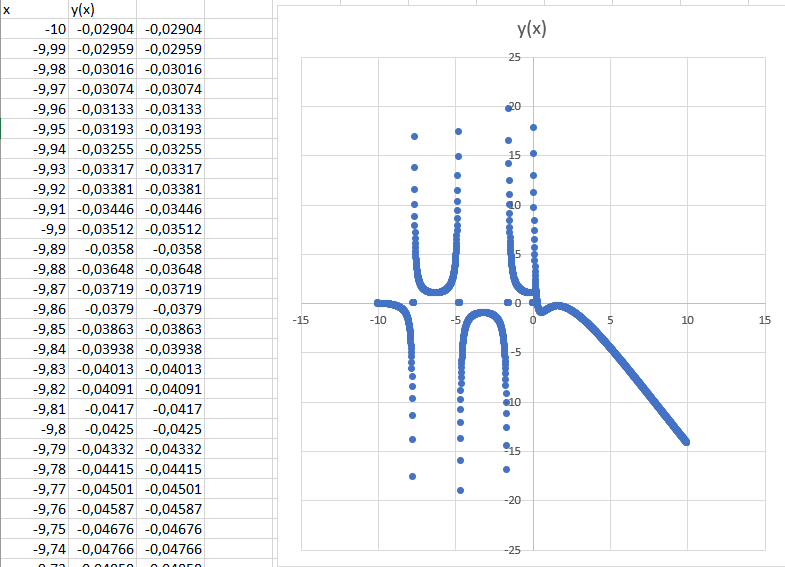 x y(x)
-10 -0,02904 -0,02904
-9,99 -0,02959 -0,02959
-9,98 -0,03016 -0,03016
-9,97 -0,03074 -0,03074
-9,96 -0,03133 -0,03133
-9,95 -0,03193 -0,03193
-9,94 -0,03255 -0,03255
-9,93 -0,03317 -0,03317
-9,92 -0,03381 -0,03381
-9,91 -0,03446 -0,03446
-9,9 -0,03512 -0,03512
-9,89 -0,0358 -0,0358
-9,88 -0,03648 -0,03648
-9,87 -0,03719 -0,03719
-9,86 -0,0379 -0,0379
-9,85 -0,03863 -0,03863
-9,84 -0,03938 -0,03938
-9,83 -0,04013 -0,04013
-9,82 -0,04091 -0,04091
-9,81 -0,0417 -0,0417
-9,8 -0,0425 -0,0425
-9,79 -0,04332 -0,04332
-9,78 -0,04415 -0,04415
-9,77 -0,04501 -0,04501
-9,76 -0,04587 -0,04587
-9,75 -0,04676 -0,04676
-9,74 -0,04766 -0,04766
y(x)
25
20
15
10
5
0
-5
-10
-15
-20
-25
-15 -10 -5 0 5 10 15